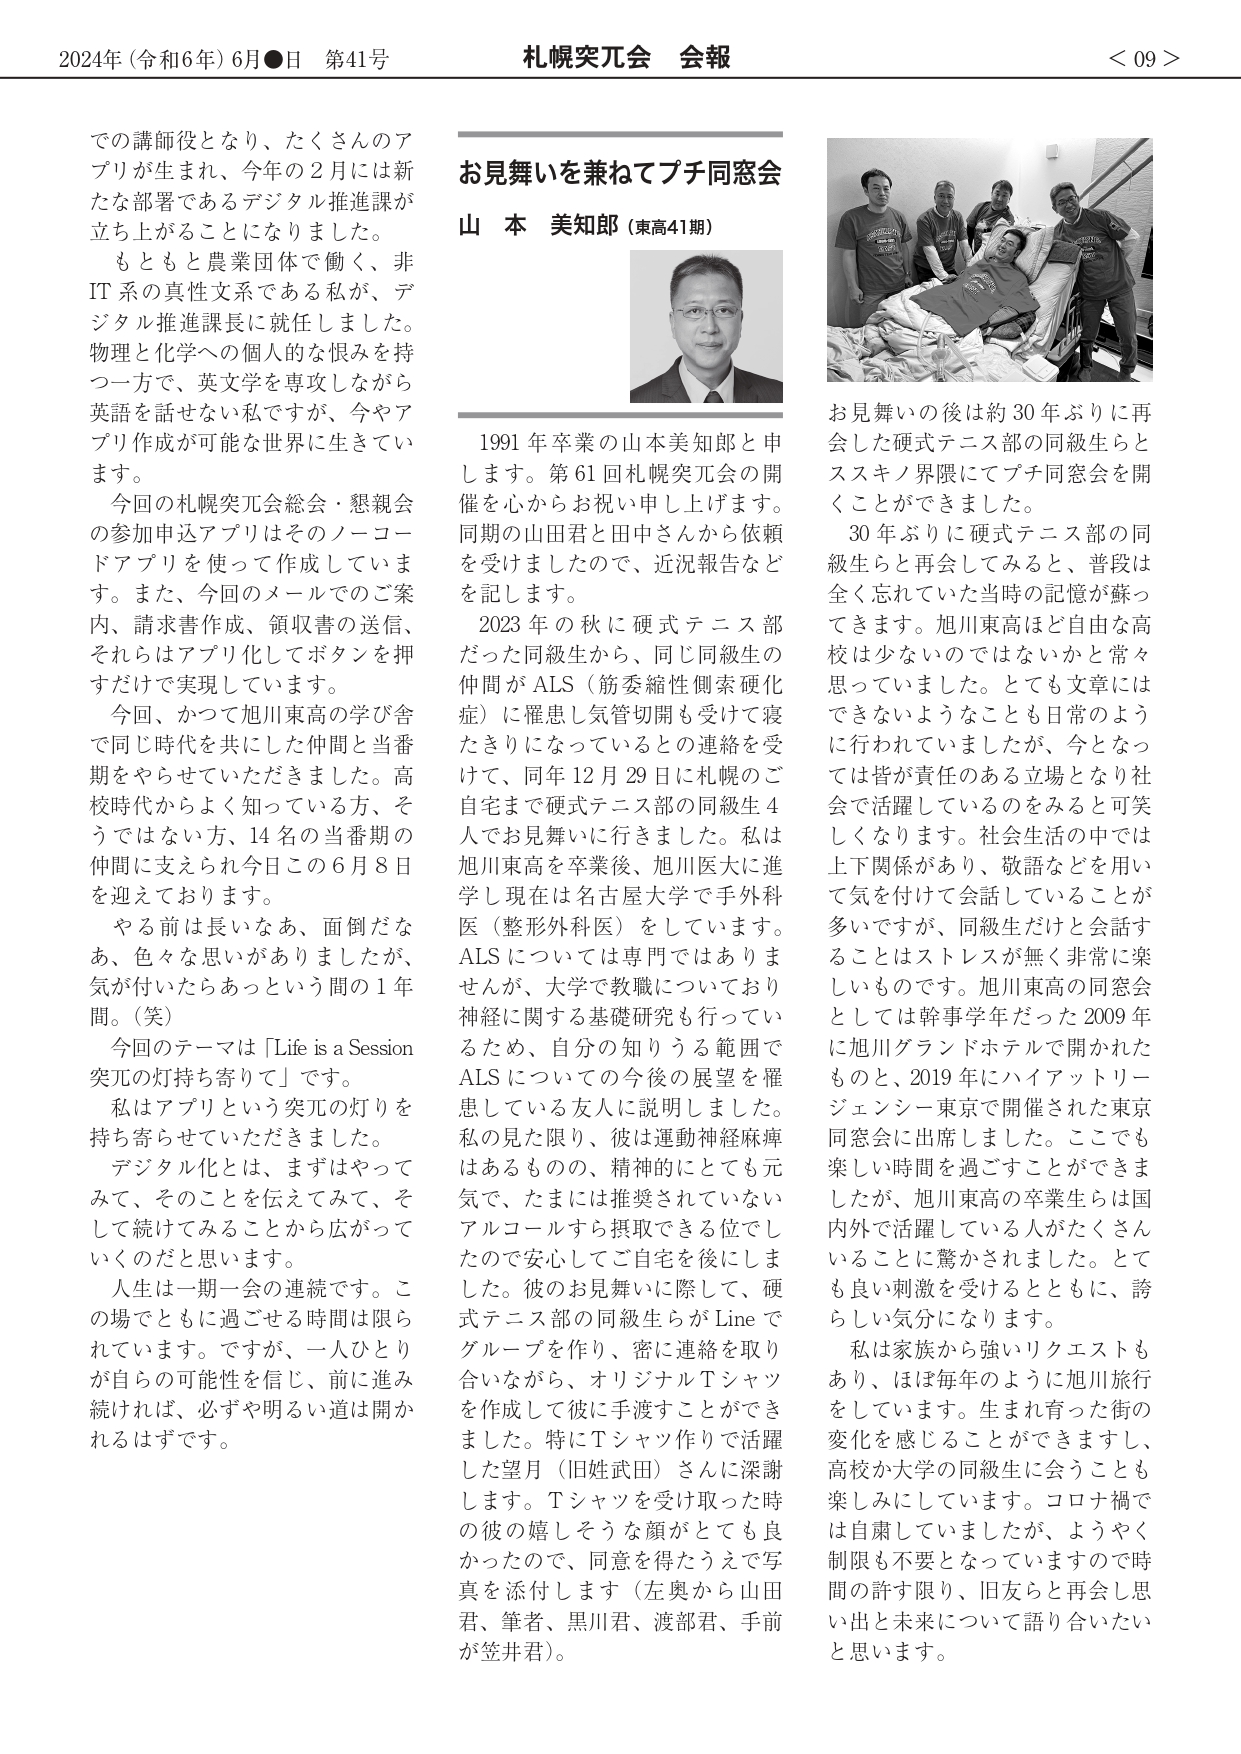 2024年（令和6年）6月●日　第41号
札幌突兀会　会報
＜ 09 ＞
での講師役となり、たくさんのア
プリが生まれ、今年の２月には新
たな部署であるデジタル推進課が
立ち上がることになりました。
　もともと農業団体で働く、非
IT 系の真性文系である私が、デ
ジタル推進課長に就任しました。
物理と化学への個人的な恨みを持
つ一方で、英文学を専攻しながら
英語を話せない私ですが、今やア
プリ作成が可能な世界に生きてい
ます。
　今回の札幌突兀会総会・懇親会
の参加申込アプリはそのノーコー
ドアプリを使って作成していま
す。また、今回のメールでのご案
内、請求書作成、領収書の送信、
それらはアプリ化してボタンを押
すだけで実現しています。
　今回、かつて旭川東高の学び舎
で同じ時代を共にした仲間と当番
期をやらせていただきました。高
校時代からよく知っている方、そ
うではない方、14 名の当番期の
仲間に支えられ今日この６月８日
を迎えております。
　やる前は長いなあ、面倒だな
あ、色々な思いがありましたが、
気が付いたらあっという間の１年
間。（笑）
　今回のテーマは「Life is a Session
突兀の灯持ち寄りて」です。
　私はアプリという突兀の灯りを
持ち寄らせていただきました。
　デジタル化とは、まずはやって
みて、そのことを伝えてみて、そ
して続けてみることから広がって
いくのだと思います。
　人生は一期一会の連続です。こ
の場でともに過ごせる時間は限ら
れています。ですが、一人ひとり
が自らの可能性を信じ、前に進み
続ければ、必ずや明るい道は開か
れるはずです。
お見舞いを兼ねてプチ同窓会
山　本　美知郎（東高41期）
　1991 年卒業の山本美知郎と申
します。第 61 回札幌突兀会の開
催を心からお祝い申し上げます。
同期の山田君と田中さんから依頼
を受けましたので、近況報告など
を記します。
　2023 年の秋に硬式テニス部
だった同級生から、同じ同級生の
仲間が ALS（筋委縮性側索硬化
症）に罹患し気管切開も受けて寝
たきりになっているとの連絡を受
けて、同年 12 月 29 日に札幌のご
自宅まで硬式テニス部の同級生４
人でお見舞いに行きました。私は
旭川東高を卒業後、旭川医大に進
学し現在は名古屋大学で手外科
医（整形外科医）をしています。
ALS については専門ではありま
せんが、大学で教職についており
神経に関する基礎研究も行ってい
るため、自分の知りうる範囲で
ALS についての今後の展望を罹
患している友人に説明しました。
私の見た限り、彼は運動神経麻痺
はあるものの、精神的にとても元
気で、たまには推奨されていない
アルコールすら摂取できる位でし
たので安心してご自宅を後にしま
した。彼のお見舞いに際して、硬
式テニス部の同級生らが Line で
グループを作り、密に連絡を取り
合いながら、オリジナルＴシャツ
を作成して彼に手渡すことができ
ました。特にＴシャツ作りで活躍
した望月（旧姓武田）さんに深謝
します。Ｔシャツを受け取った時
の彼の嬉しそうな顔がとても良
かったので、同意を得たうえで写
真を添付します（左奥から山田
君、筆者、黒川君、渡部君、手前
が笠井君）。
お見舞いの後は約 30 年ぶりに再
会した硬式テニス部の同級生らと
ススキノ界隈にてプチ同窓会を開
くことができました。
　30 年ぶりに硬式テニス部の同
級生らと再会してみると、普段は
全く忘れていた当時の記憶が蘇っ
てきます。旭川東高ほど自由な高
校は少ないのではないかと常々
思っていました。とても文章には
できないようなことも日常のよう
に行われていましたが、今となっ
ては皆が責任のある立場となり社
会で活躍しているのをみると可笑
しくなります。社会生活の中では
上下関係があり、敬語などを用い
て気を付けて会話していることが
多いですが、同級生だけと会話す
ることはストレスが無く非常に楽
しいものです。旭川東高の同窓会
としては幹事学年だった 2009 年
に旭川グランドホテルで開かれた
ものと、2019 年にハイアットリー
ジェンシー東京で開催された東京
同窓会に出席しました。ここでも
楽しい時間を過ごすことができま
したが、旭川東高の卒業生らは国
内外で活躍している人がたくさん
いることに驚かされました。とて
も良い刺激を受けるとともに、誇
らしい気分になります。
　私は家族から強いリクエストも
あり、ほぼ毎年のように旭川旅行
をしています。生まれ育った街の
変化を感じることができますし、
高校か大学の同級生に会うことも
楽しみにしています。コロナ禍で
は自粛していましたが、ようやく
制限も不要となっていますので時
間の許す限り、旧友らと再会し思
い出と未来について語り合いたい
と思います。